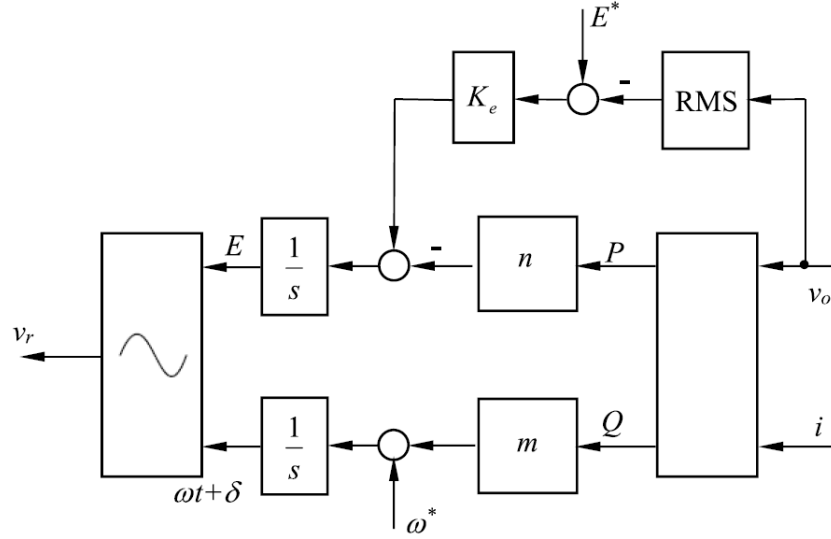 E*
-
K_e
RMS
E
1/s
-
n
P
v_o
v_r
1/s
m
Q
i
ωt+δ
ω*